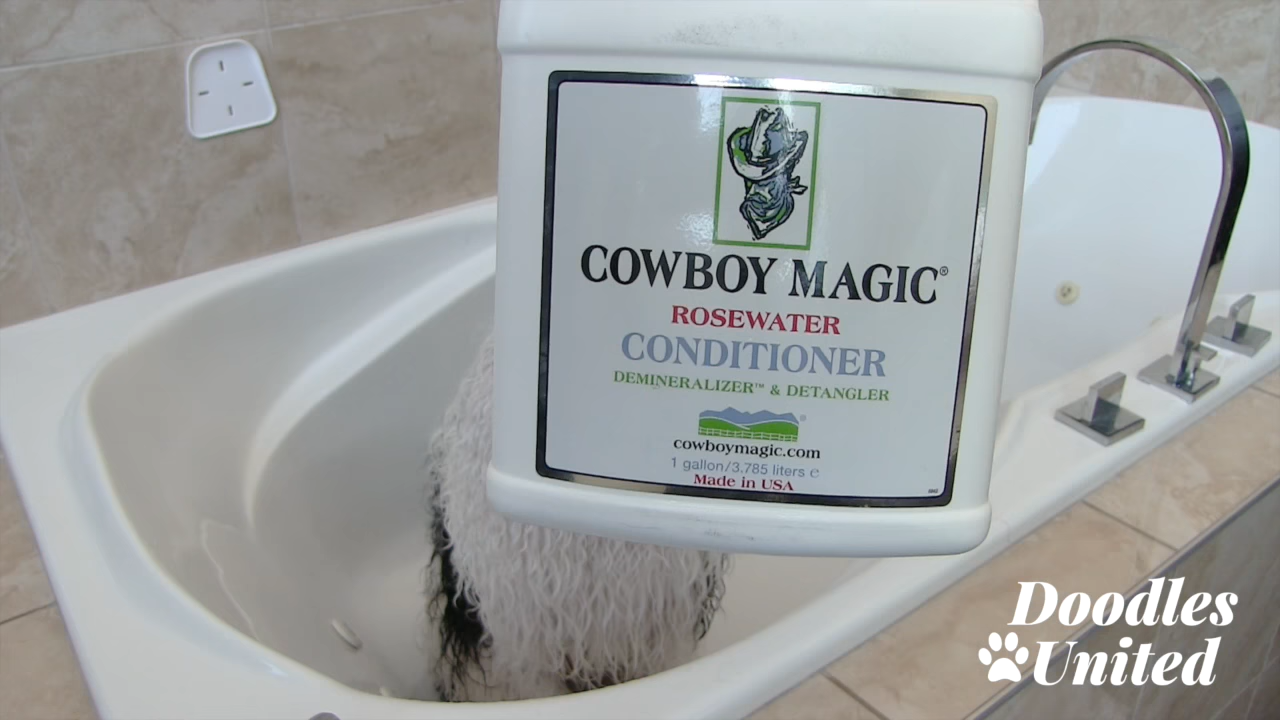 COWBOY MAGIC®
ROSEWATER
CONDITIONER
DEMINERALIZER™ & DETANGLER
®
cowboymagic.com
1 gallon/3.785 liters e
Made in USA
Doodles
United